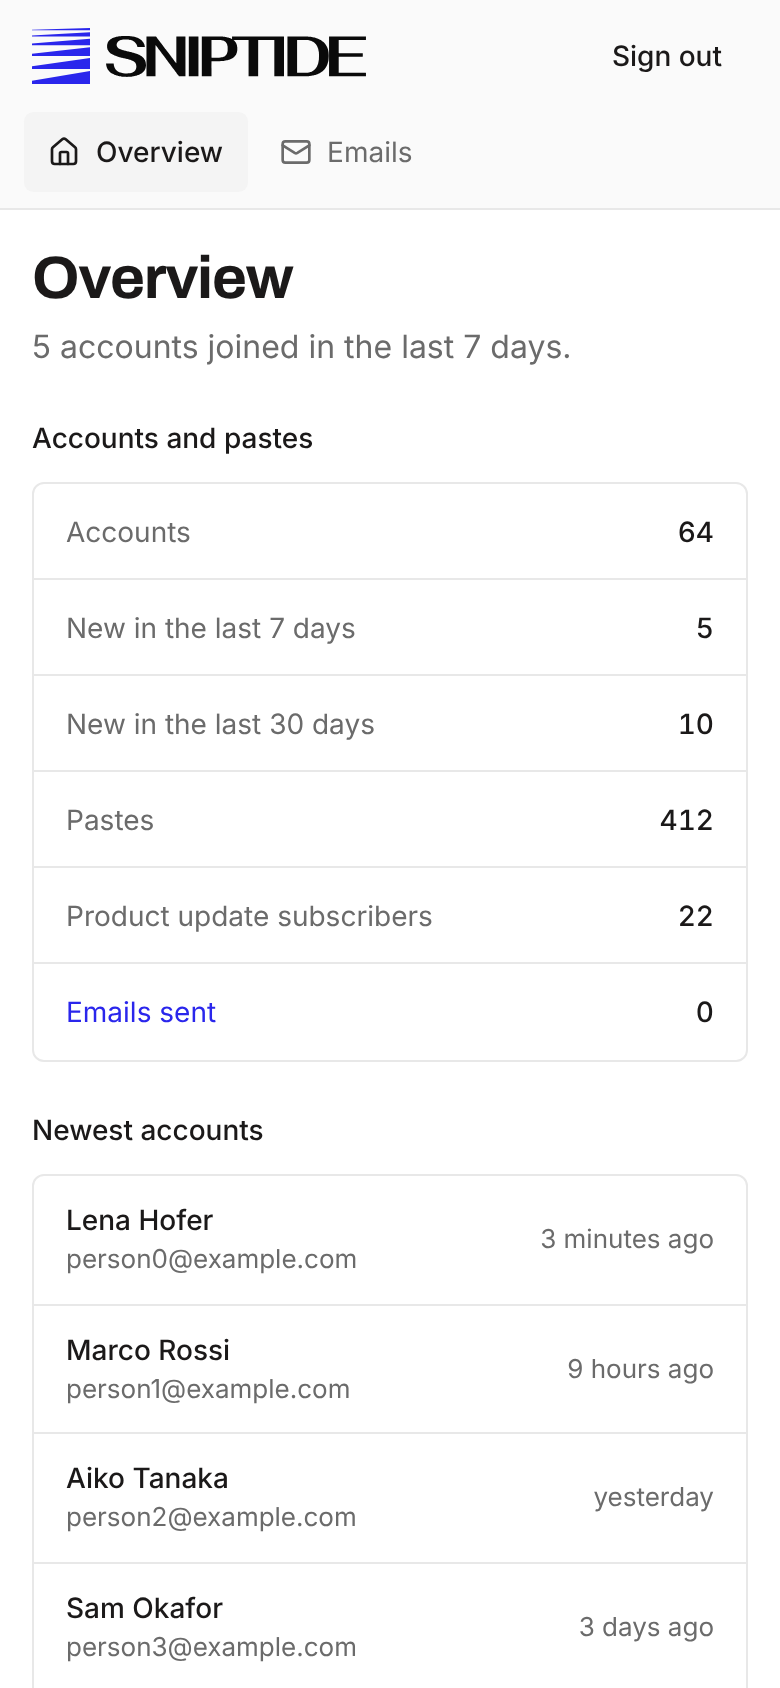 SNIPTIDE
Sign out
Overview
Emails
Overview
5 accounts joined in the last 7 days.
Accounts and pastes
Accounts 64
New in the last 7 days 5
New in the last 30 days 10
Pastes 412
Product update subscribers 22
Emails sent 0
Newest accounts
Lena Hofer
person0@example.com
3 minutes ago
Marco Rossi
person1@example.com
9 hours ago
Aiko Tanaka
person2@example.com
yesterday
Sam Okafor
person3@example.com
3 days ago